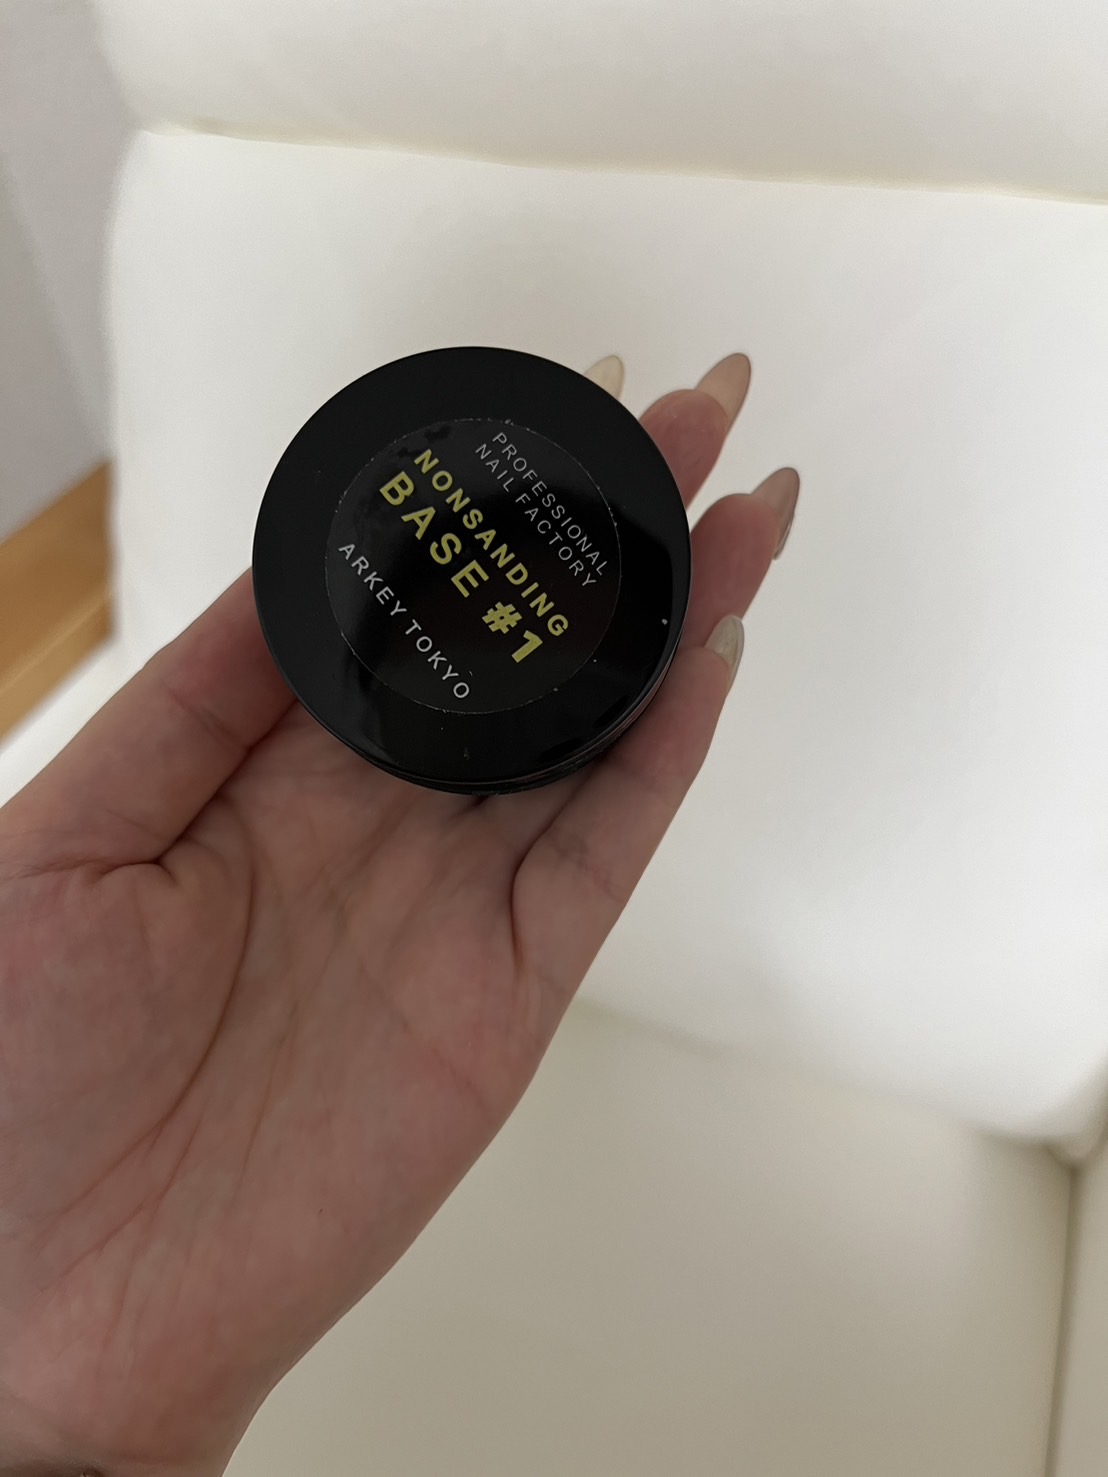 PROFESSIONAL
NAIL FACTORY
NONSANDING
BASE #1
ARKEY TOKYO